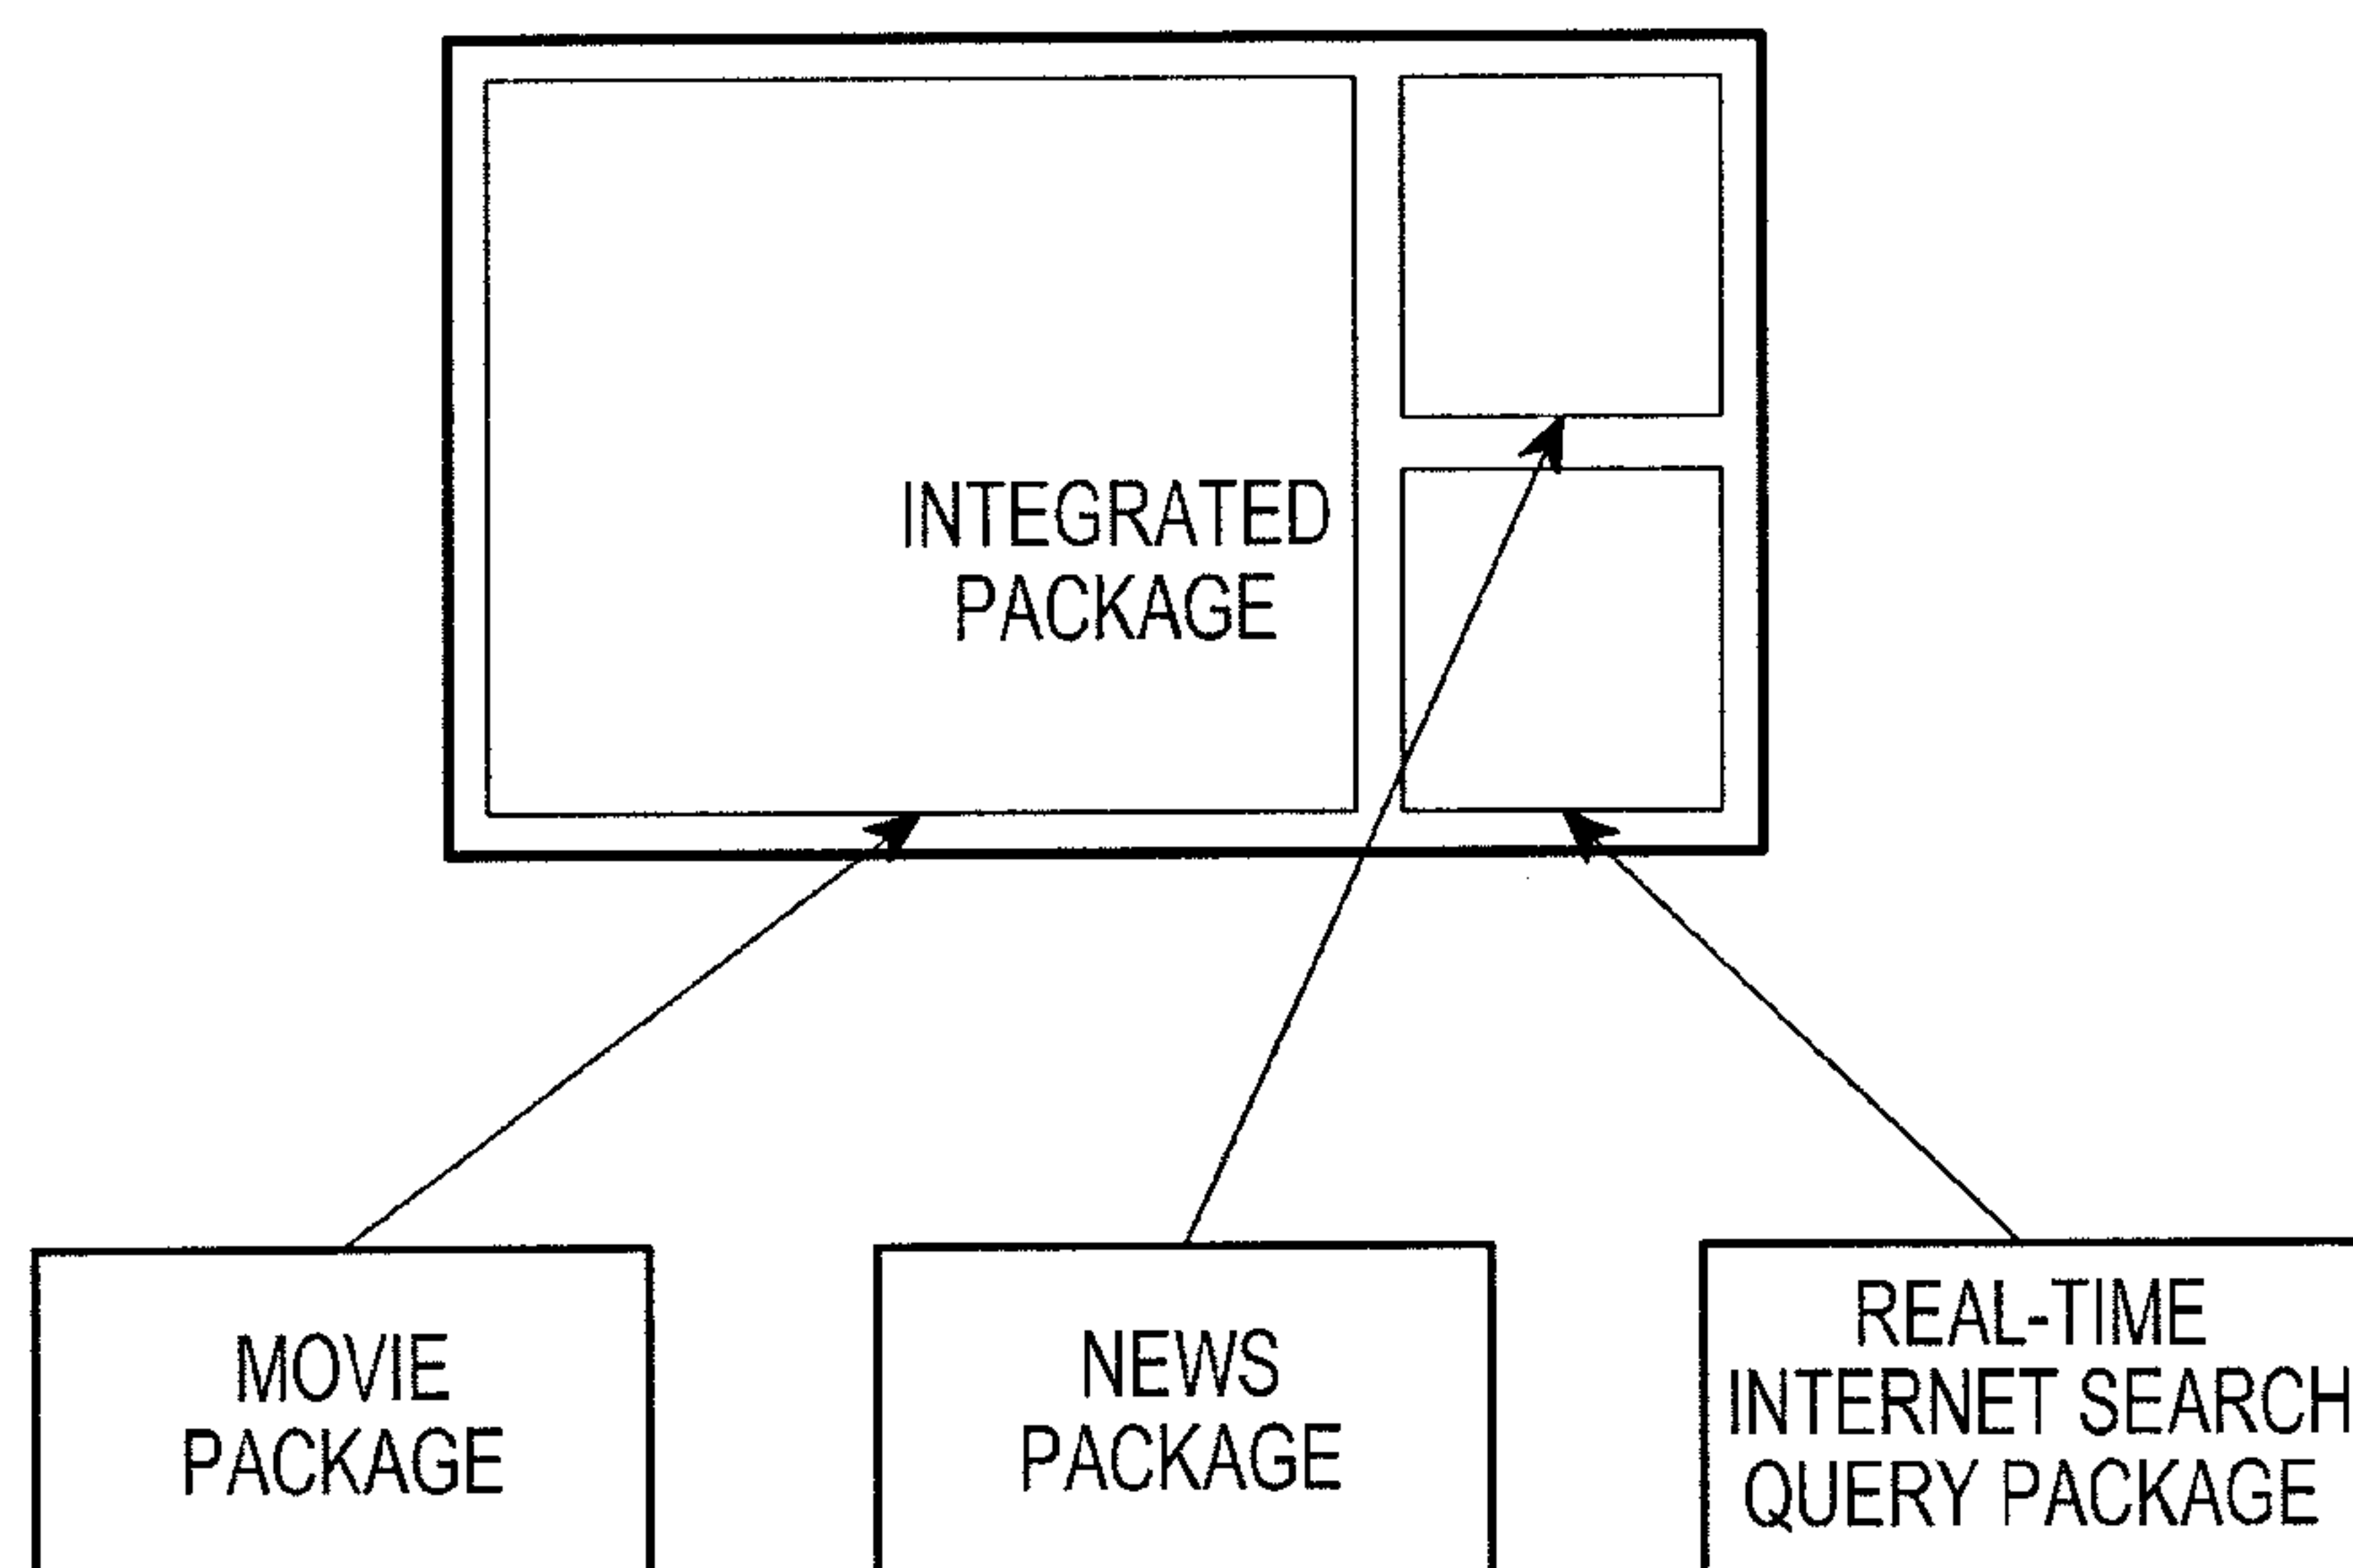 INTEGRATED
PACKAGE
MOVIE
PACKAGE
NEWS
PACKAGE
REAL-TIME
INTERNET SEARCH
QUERY PACKAGE